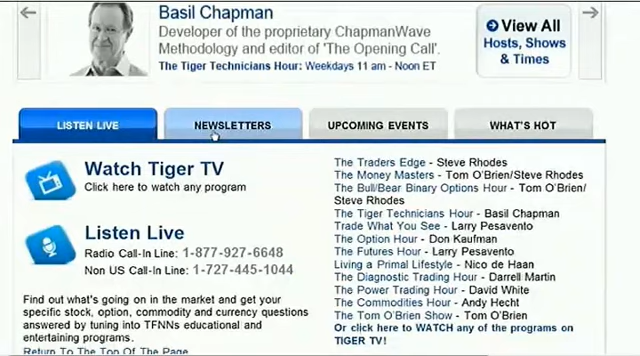 Basil Chapman
Developer of the proprietary ChapmanWave
Methodology and editor of 'The Opening Call'.
The Tiger Technicians Hour: Weekdays 11 am - Noon ET
View All
Hosts, Shows
& Times
LISTEN LIVE
NEWSLETTERS
UPCOMING EVENTS
WHAT'S HOT
Watch Tiger TV
Click here to watch any program
Listen Live
Radio Call-In Line: 1-877-927-6648
Non US Call-In Line: 1-727-445-1044
Find out what's going on in the market and get your
specific stock, option, commodity and currency questions
answered by tuning into TFNNs educational and
entertaining programs.
Return To The Top Of The Page
The Traders Edge - Steve Rhodes
The Money Masters - Tom O'Brien/Steve Rhodes
The Bull/Bear Binary Options Hour - Tom O'Brien/
Steve Rhodes
The Tiger Technicians Hour - Basil Chapman
Trade What You See - Larry Pesavento
The Option Hour - Don Kaufman
The Futures Hour - Larry Pesavento
Living a Primal Lifestyle - Nico de Haan
The Diagnostic Trading Hour - Darrell Martin
The Power Trading Hour - David White
The Commodities Hour - Andy Hecht
The Tom O'Brien Show - Tom O'Brien
Or click here to WATCH any of the programs on
TIGER TV!